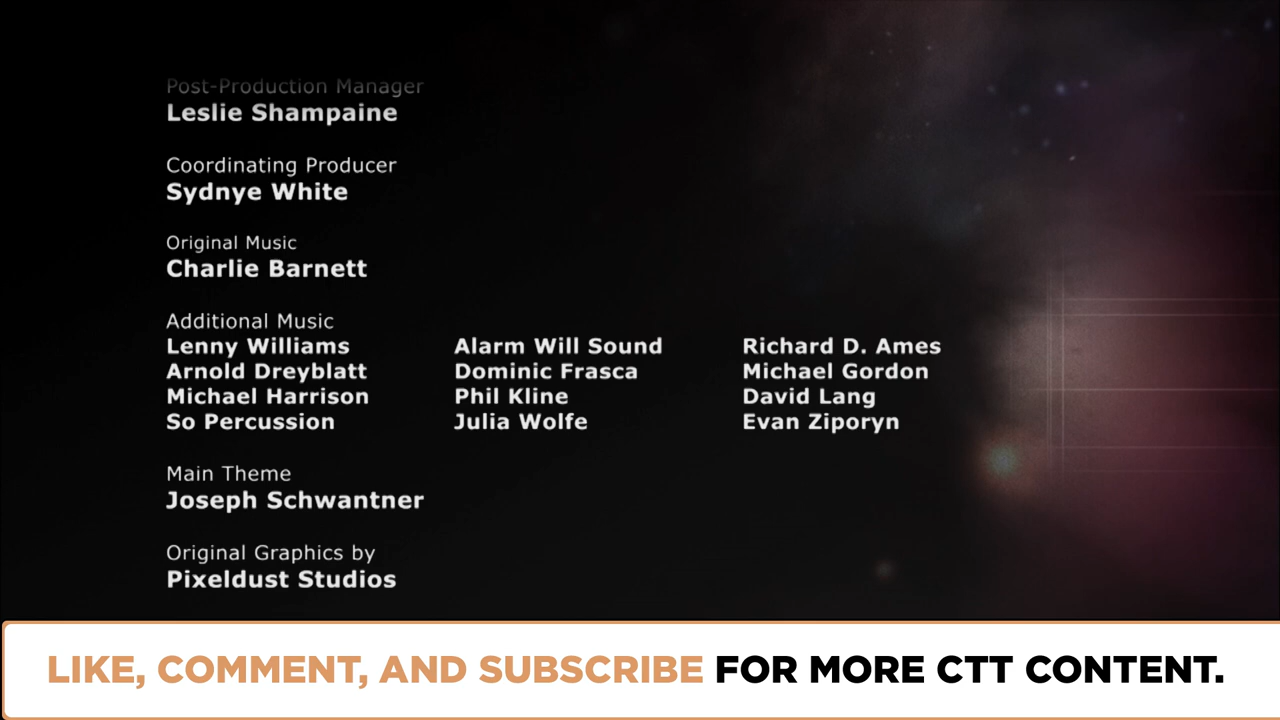 Post-Production Manager
Leslie Shampaine
Coordinating Producer
Sydnye White
Original Music
Charlie Barnett
Additional Music
Lenny Williams Alarm Will Sound Richard D. Ames
Arnold Dreyblatt Dominic Frasca Michael Gordon
Michael Harrison Phil Kline David Lang
So Percussion Julia Wolfe Evan Ziporyn
Main Theme
Joseph Schwantner
Original Graphics by
Pixeldust Studios
LIKE, COMMENT, AND SUBSCRIBE FOR MORE CTT CONTENT.